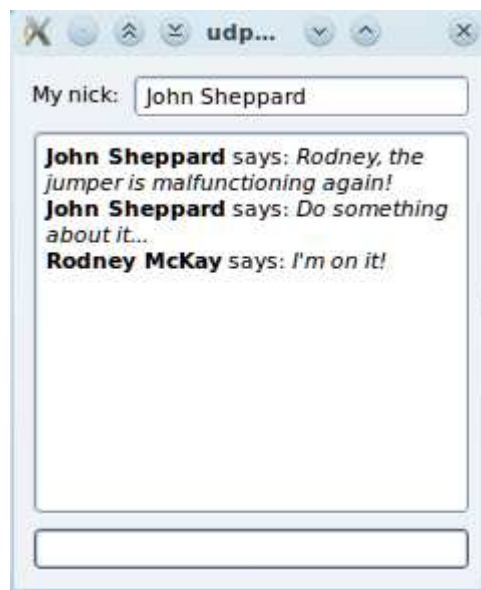 udp...
My nick: John Sheppard
John Sheppard says: Rodney, the
jumper is malfunctioning again!
John Sheppard says: Do something
about it...
Rodney McKay says: I'm on it!